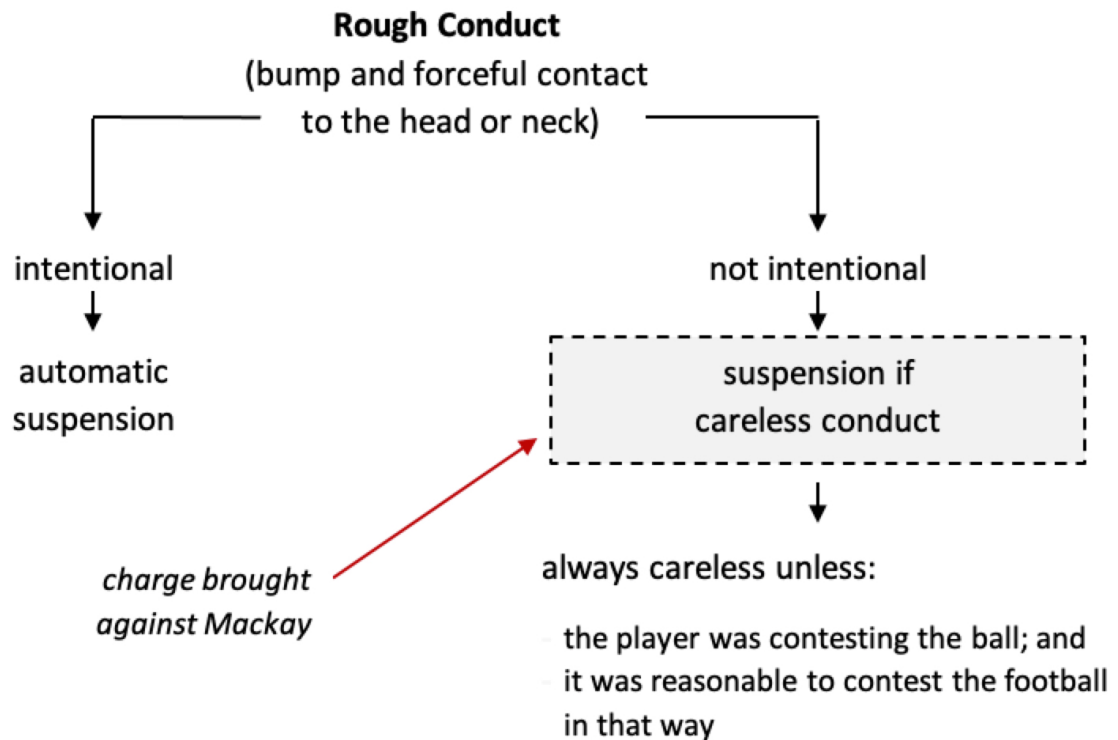 Rough Conduct
(bump and forceful contact
to the head or neck)
intentional
not intentional
automatic
suspension
suspension if
careless conduct
charge brought
against Mackay
always careless unless:
- the player was contesting the ball; and
- it was reasonable to contest the football
in that way